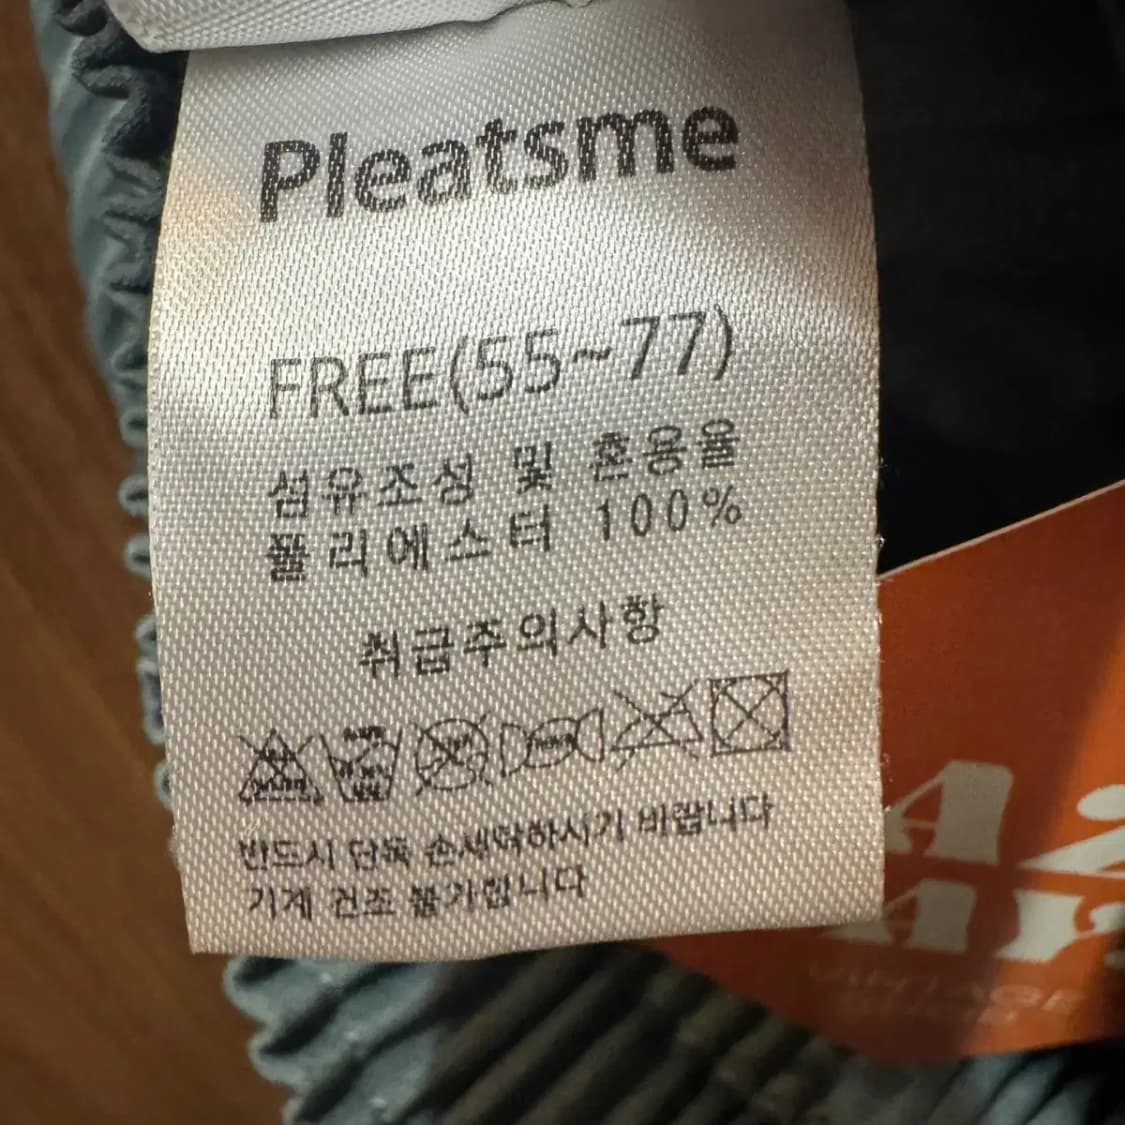 Pleatsme
FREE(55~77)
섬유조성 및 혼용율
폴리에스터 100%
취급주의사항
반드시 단독 손세탁하시기 바랍니다
기계 건조 불가합니다
VINTAGE